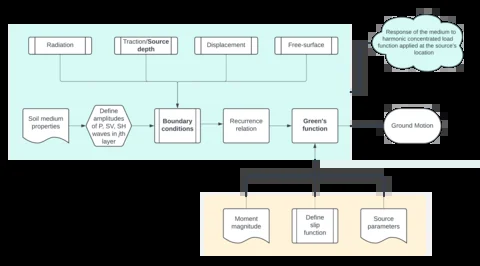 Radiation
Traction/Source
depth
Displacement
Free-surface
Response of the medium to
harmonic concentrated load
function applied at the source's
location
Soil medium
properties
Define
amplitudes
of P, SV, SH
waves in jth
layer
Boundary
conditions
Recurrence
relation
Green's
function
Ground Motion
Moment
magnitude
Define
slip
function
Source
parameters